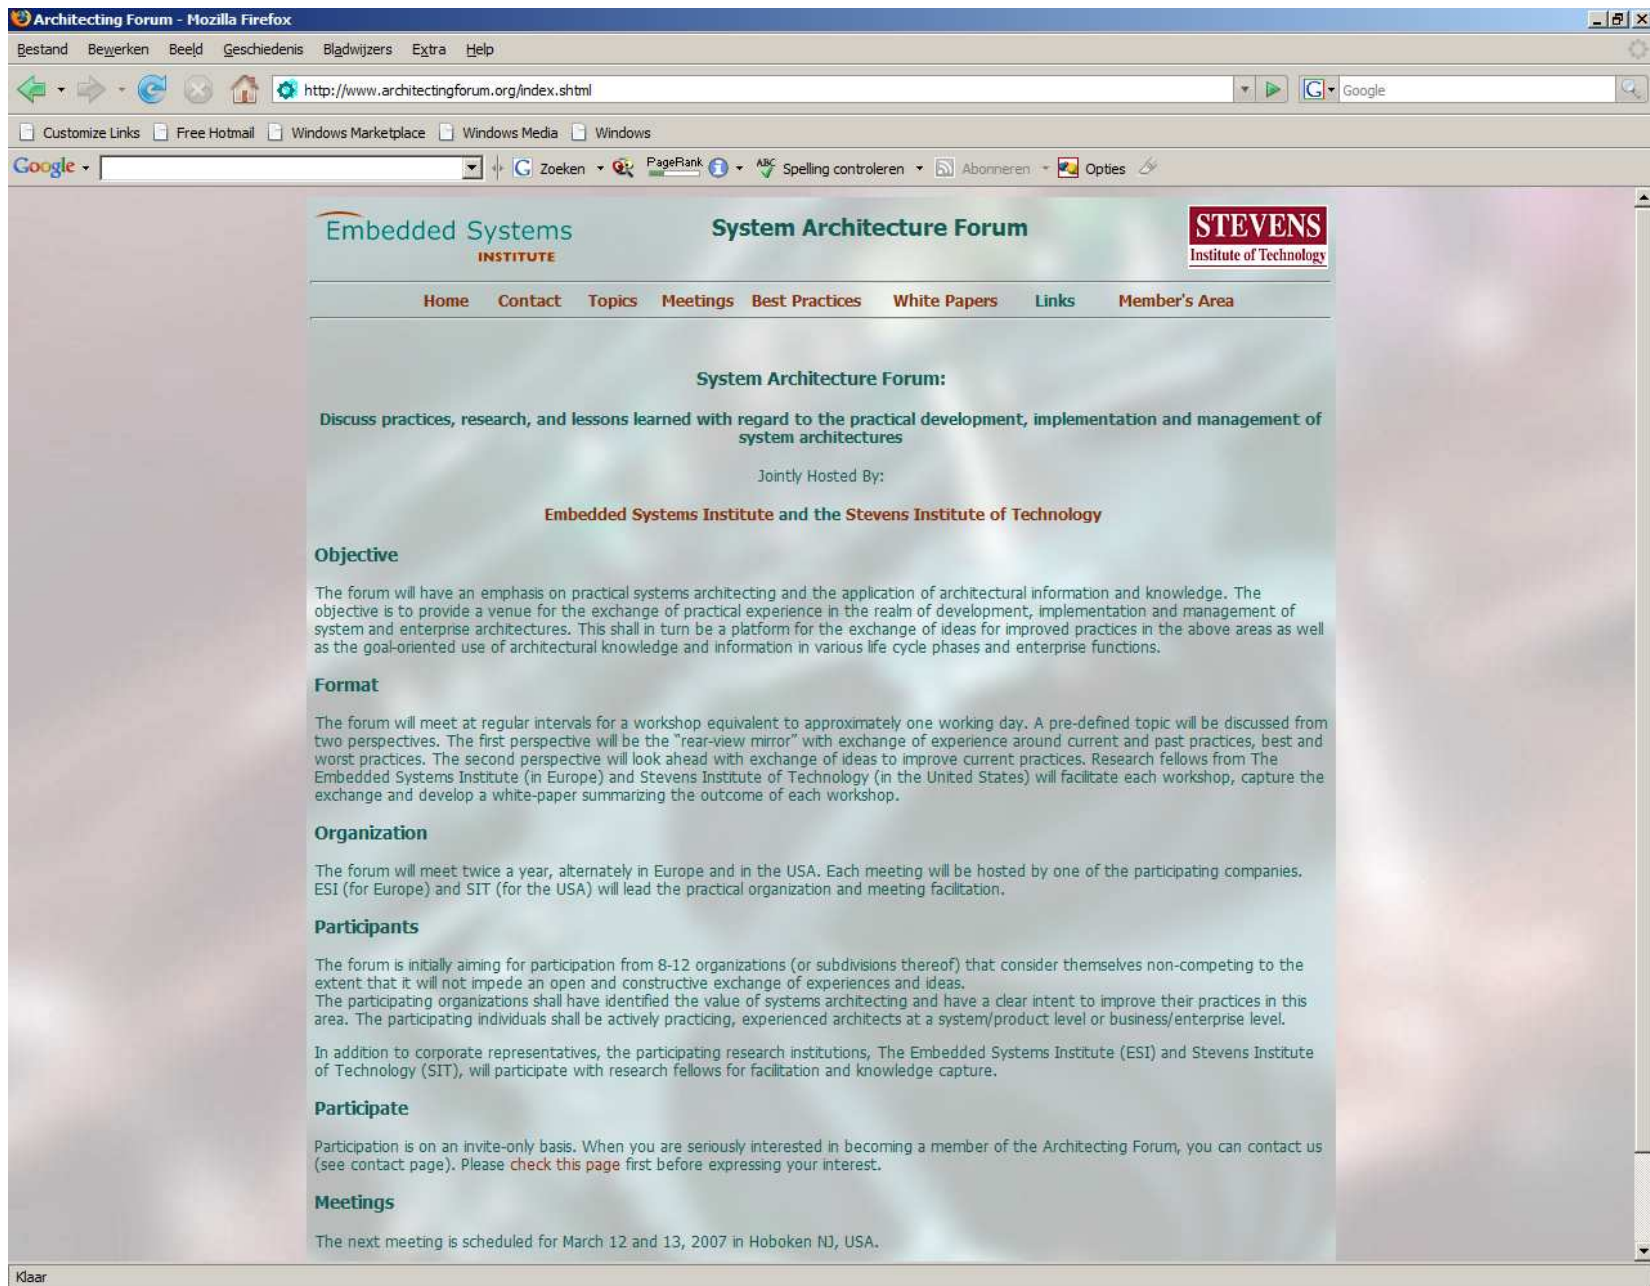 Architecting Forum - Mozilla Firefox
Bestand Bewerken Beeld Geschiedenis Bladwijzers Extra Help
http://www.architectingforum.org/index.shtml
Google
Customize Links Free Hotmail Windows Marketplace Windows Media Windows
Google Zoeken PageRank ABC Spelling controleren Abonneren Opties
Embedded Systems
INSTITUTE
System Architecture Forum
STEVENS
Institute of Technology
Home Contact Topics Meetings Best Practices White Papers Links Member's Area
System Architecture Forum:
Discuss practices, research, and lessons learned with regard to the practical development, implementation and management of
system architectures
Jointly Hosted By:
Embedded Systems Institute and the Stevens Institute of Technology
Objective
The forum will have an emphasis on practical systems architecting and the application of architectural information and knowledge. The
objective is to provide a venue for the exchange of practical experience in the realm of development, implementation and management of
system and enterprise architectures. This shall in turn be a platform for the exchange of ideas for improved practices in the above areas as well
as the goal-oriented use of architectural knowledge and information in various life cycle phases and enterprise functions.
Format
The forum will meet at regular intervals for a workshop equivalent to approximately one working day. A pre-defined topic will be discussed from
two perspectives. The first perspective will be the "rear-view mirror" with exchange of experience around current and past practices, best and
worst practices. The second perspective will look ahead with exchange of ideas to improve current practices. Research fellows from The
Embedded Systems Institute (in Europe) and Stevens Institute of Technology (in the United States) will facilitate each workshop, capture the
exchange and develop a white-paper summarizing the outcome of each workshop.
Organization
The forum will meet twice a year, alternately in Europe and in the USA. Each meeting will be hosted by one of the participating companies.
ESI (for Europe) and SIT (for the USA) will lead the practical organization and meeting facilitation.
Participants
The forum is initially aiming for participation from 8-12 organizations (or subdivisions thereof) that consider themselves non-competing to the
extent that it will not impede an open and constructive exchange of experiences and ideas.
The participating organizations shall have identified the value of systems architecting and have a clear intent to improve their practices in this
area. The participating individuals shall be actively practicing, experienced architects at a system/product level or business/enterprise level.
In addition to corporate representatives, the participating research institutions, The Embedded Systems Institute (ESI) and Stevens Institute
of Technology (SIT), will participate with research fellows for facilitation and knowledge capture.
Participate
Participation is on an invite-only basis. When you are seriously interested in becoming a member of the Architecting Forum, you can contact us
(see contact page). Please check this page first before expressing your interest.
Meetings
The next meeting is scheduled for March 12 and 13, 2007 in Hoboken NJ, USA.
Klaar